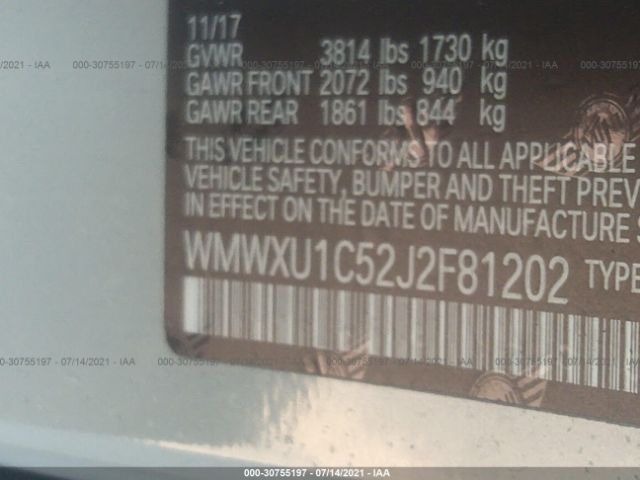 11/17
GVWR 3814 lbs 1730 kg
GAWR FRONT 2072 lbs 940 kg
GAWR REAR 1861 lbs 844 kg
THIS VEHICLE CONFORMS TO ALL APPLICABLE
VEHICLE SAFETY, BUMPER AND THEFT PREV
IN EFFECT ON THE DATE OF MANUFACTURE S
WMWXU1C52J2F81202 TYPE
000-30755197 - 07/14/2021 - IAA